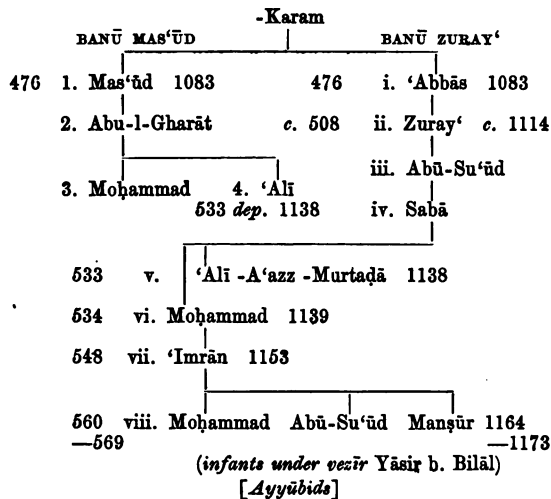 -Karam
BANŪ MAS‘ŪD BANŪ ZURAY‘
476 1. Mas‘ūd 1083 476 i. ‘Abbās 1083
2. Abu-l-Gharāt c. 508 ii. Zuray‘ c. 1114
iii. Abū-Su‘ūd
3. Moḥammad 4. ‘Alī
533 dep. 1138 iv. Sabā
533 v. ‘Alī -A‘azz -Murtaḍā 1138
534 vi. Moḥammad 1139
548 vii. ‘Imrān 1153
560 viii. Moḥammad Abū-Su‘ūd Manṣūr 1164
—569 —1173
(infants under vezīr Yāsir b. Bilāl)
[Ayyūbids]